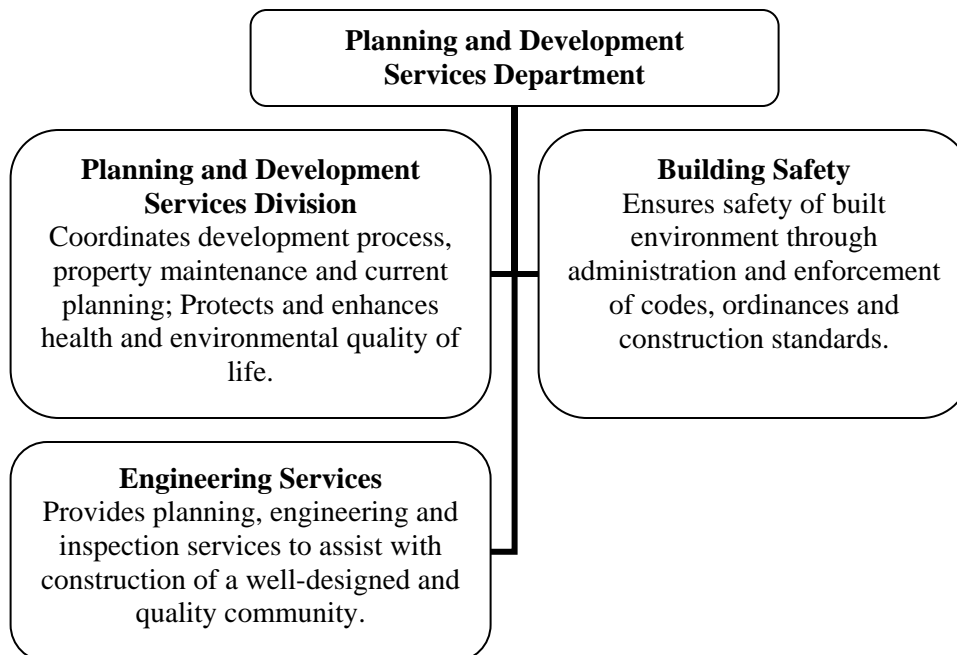 Planning and Development
Services Department
Planning and Development
Services Division
Coordinates development process,
property maintenance and current
planning; Protects and enhances
health and environmental quality of
life.
Building Safety
Ensures safety of built
environment through
administration and enforcement
of codes, ordinances and
construction standards.
Engineering Services
Provides planning, engineering and
inspection services to assist with
construction of a well-designed and
quality community.